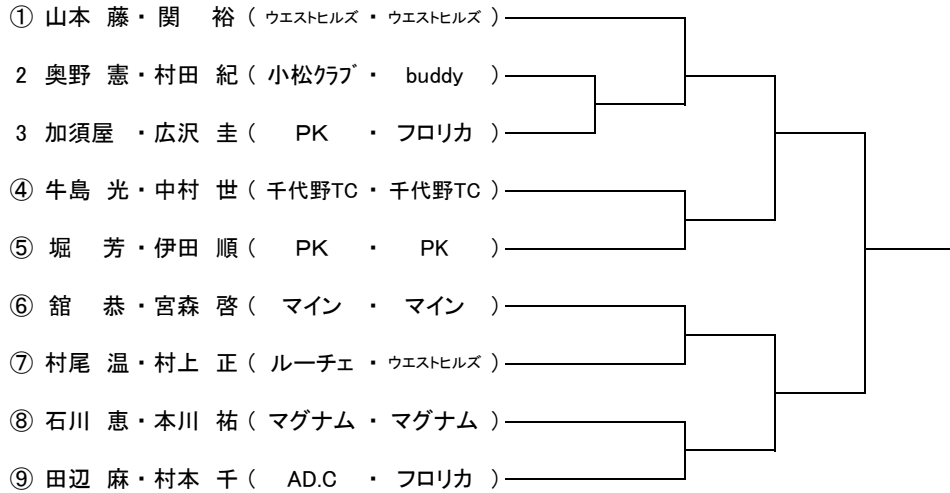 ① 山本 藤・関 裕 ( ウエストヒルズ ・ ウエストヒルズ )
2 奥野 憲・村田 紀 ( 小松クラブ ・ buddy )
3 加須屋 ・広沢 圭 ( PK ・ フロリカ )
④ 牛島 光・中村 世 ( 千代野TC ・ 千代野TC )
⑤ 堀 芳・伊田 順 ( PK ・ PK )
⑥ 舘 恭・宮森 啓 ( マイン ・ マイン )
⑦ 村尾 温・村上 正 ( ルーチェ ・ ウエストヒルズ )
⑧ 石川 恵・本川 祐 ( マグナム ・ マグナム )
⑨ 田辺 麻・村本 千 ( AD.C ・ フロリカ )